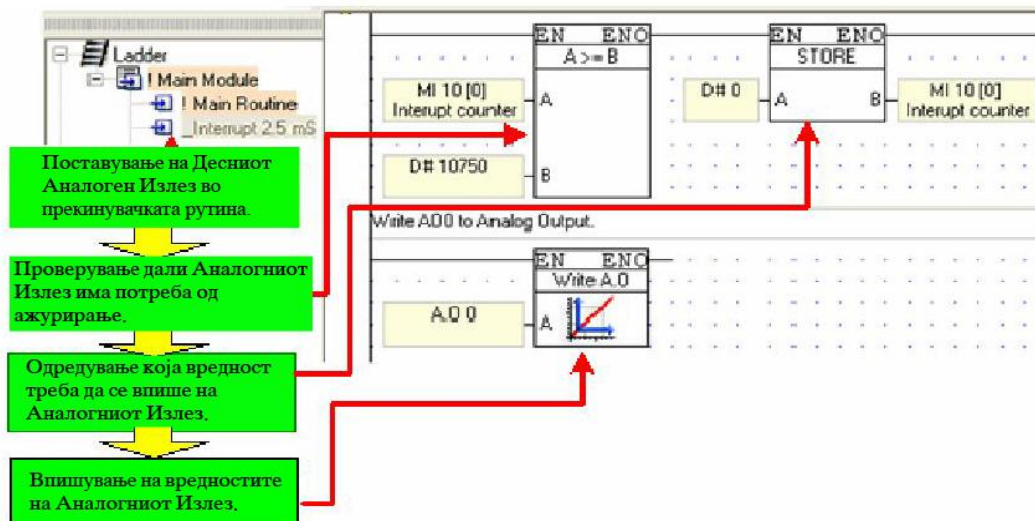 Ladder
! Main Module
! Main Routine
_Interrupt 2.5 mS
Поставување на Десниот
Аналоген Излез во
прекинувачката рутина.
Проверување дали Аналогниот
Излез има потреба од
ажурирање.
Одредување која вредност
треба да се впише на
Аналогниот Излез.
Впишување на вредностите
на Аналогниот Излез.
EN ENO
A >= B
MI 10 [0]
Interupt counter
A
D# 10750
B
EN ENO
STORE
D# 0
A
B
MI 10 [0]
Interupt counter
Write AO0 to Analog Output.
EN ENO
Write A.O
A.O 0
A